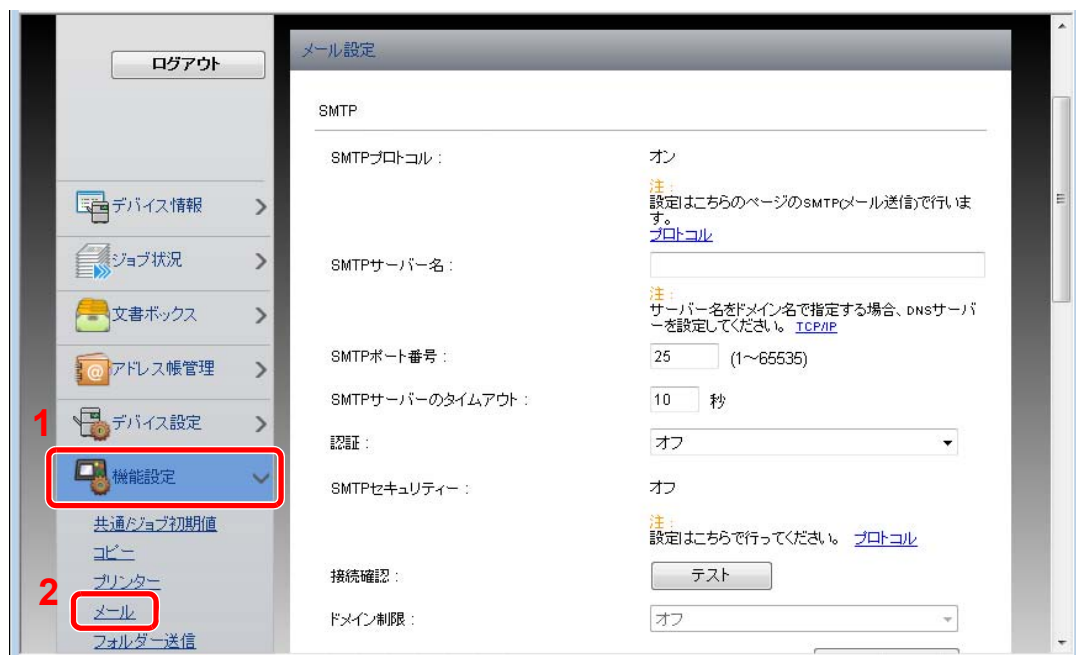 ログアウト
デバイス情報
ジョブ状況
文書ボックス
アドレス帳管理
1
デバイス設定
機能設定
共通/ジョブ初期値
コピー
プリンター
2
メール
フォルダー送信
メール設定
SMTP
SMTPプロトコル : オン
注 :
設定はこちらのページのSMTP(メール送信)で行いま
す。
プロトコル
SMTPサーバー名 :
注 :
サーバー名をドメイン名で指定する場合、DNSサーバ
ーを設定してください。 TCP/IP
SMTPポート番号 : 25 (1～65535)
SMTPサーバーのタイムアウト : 10 秒
認証 : オフ
SMTPセキュリティー : オフ
注 :
設定はこちらで行ってください。 プロトコル
接続確認 : テスト
ドメイン制限 : オフ